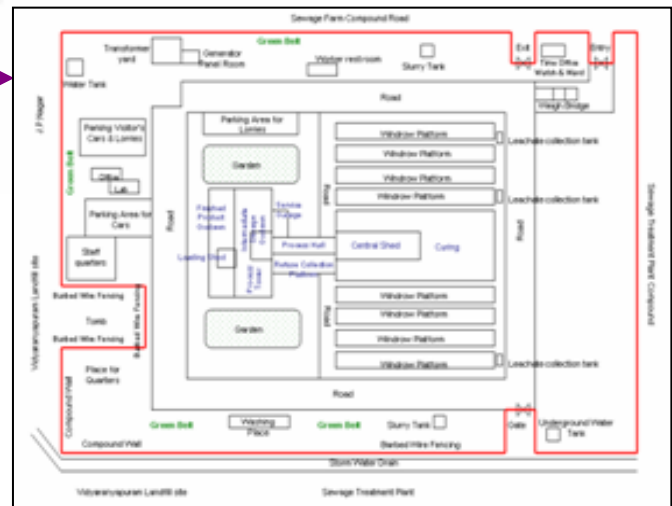 Sewage Farm Compound Road
Transformer
yard
Generator
Panel Room
Green Belt
Worker restroom
Slurry Tank
Exit
Time Office
Watch & Ward
Entry
Water Tank
Weigh Bridge
Road
J.P Nagar
Parking Visitor's
Cars & Lorries
Parking Area for
Lorries
Windrow Platform
Leachate collection tank
Windrow Platform
Green Belt
Office
Lab
Garden
Windrow Platform
Windrow Platform
Leachate collection tank
Road
Parking Area for
Cars
Road
Finished
Product
Godown
Intermediate
Storage
Godown
Service
Process Hall
Central Shed
Curing
Road
Sewage Treatment Plant Compound
Staff
quarters
Loading Shed
Process
Platform
Barbed Wire Fencing
Barbed Wire Fencing
Tomb
Barbed Wire Fencing
Vidyaranyapuram Landfill site
Garden
Road
Windrow Platform
Windrow Platform
Windrow Platform
Windrow Platform
Leachate collection tank
Place for
Quarters
Compound Wall
Road
Green Belt
Washing
Place
Green Belt
Slurry Tank
Gate
Underground Water
Tank
Compound Wall
Barbed Wire Fencing
Storm Water Drain
Vidyaranyapuram Landfill site
Sewage Treatment Plant